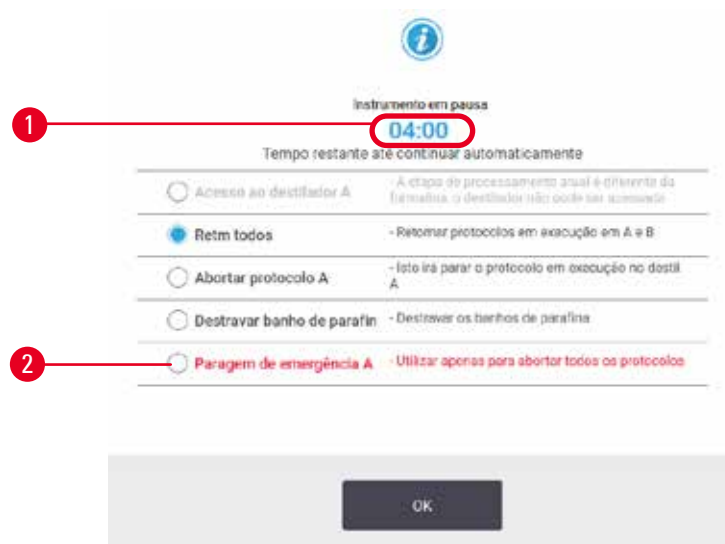 i
Instrumento em pausa
1
04:00
Tempo restante até continuar automaticamente
Acesso ao destilador A
- A etapa de processamento atual é diferente da
formalina, o destilador não pode ser acessado
Retm todos
- Retomar protocolos em execução em A e B
Abortar protocolo A
- Isto irá parar o protocolo em execução no destil
A
Destravar banho de parafin
- Destravar os banhos de parafina
2
Paragem de emergência A
- Utilizar apenas para abortar todos os protocolos
OK